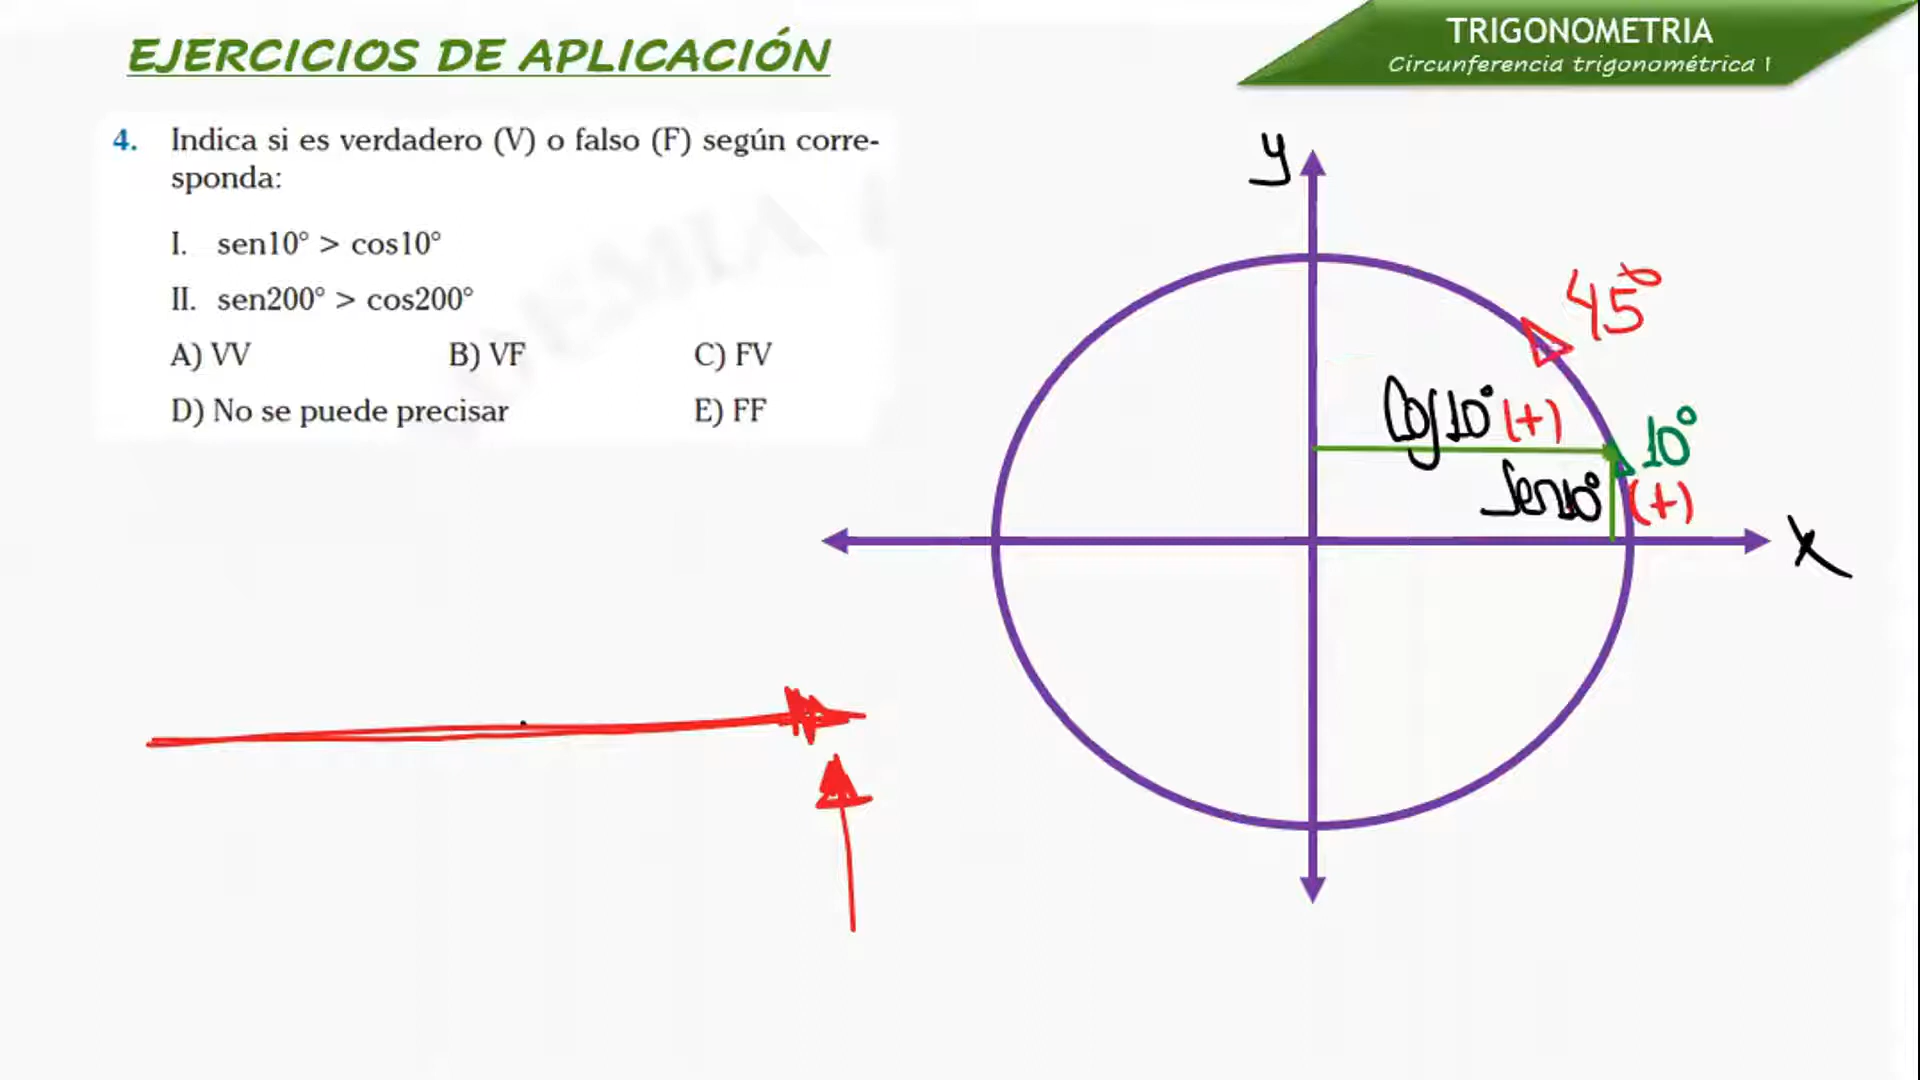 EJERCICIOS DE APLICACIÓN
TRIGONOMETRIA
Circunferencia trigonométrica I
4. Indica si es verdadero (V) o falso (F) según corre-
sponda:
I. sen10° > cos10°
II. sen200° > cos200°
A) VV B) VF C) FV
D) No se puede precisar E) FF
y
45°
Cos10° (+)
10°
Sen10° (+)
x